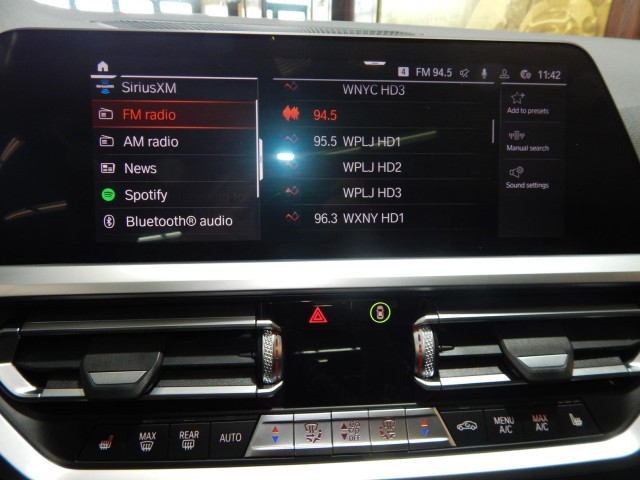 4 FM 94.5 11:42
SiriusXM
FM radio
AM radio
News
Spotify
Bluetooth® audio
WNYC HD3
94.5
95.5 WPLJ HD1
WPLJ HD2
WPLJ HD3
96.3 WXNY HD1
Add to presets
Manual search
Sound settings
MAX
REAR
AUTO
OFF
MENU
A/C
MAX
A/C